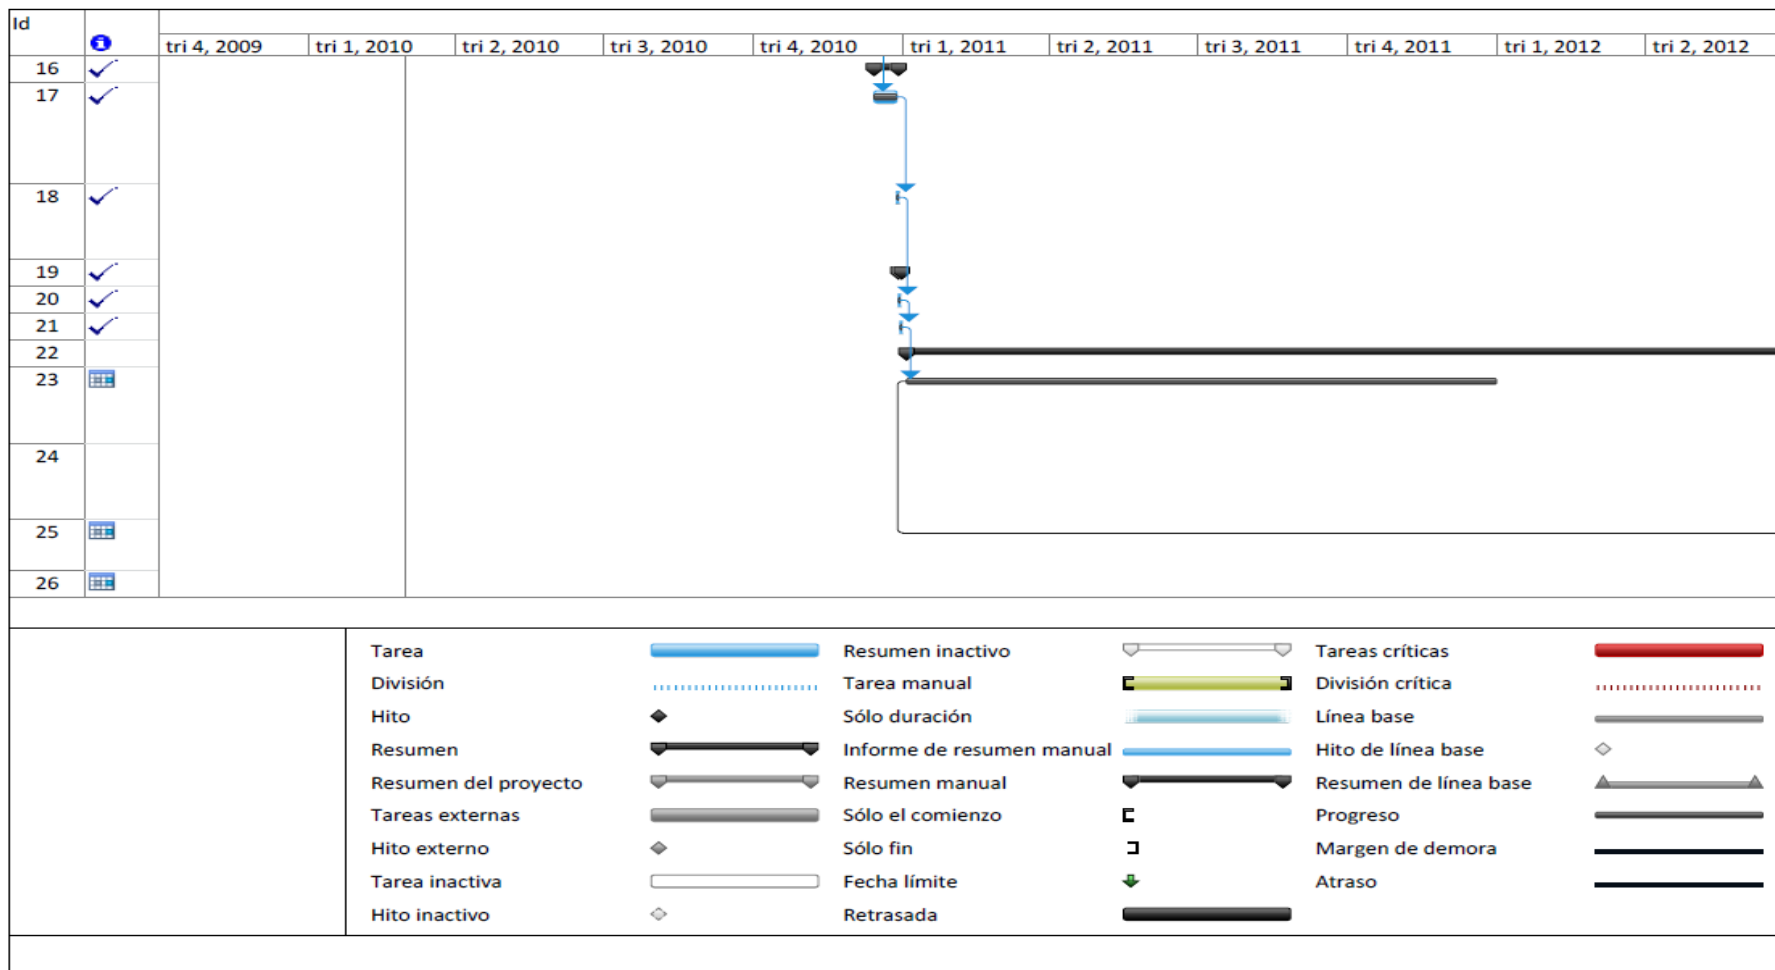 Id
tri 4, 2009 tri 1, 2010 tri 2, 2010 tri 3, 2010 tri 4, 2010 tri 1, 2011 tri 2, 2011 tri 3, 2011 tri 4, 2011 tri 1, 2012 tri 2, 2012
16
17
18
19
20
21
22
23
24
25
26
Tarea Resumen inactivo Tareas críticas
División Tarea manual División crítica
Hito Sólo duración Línea base
Resumen Informe de resumen manual Hito de línea base
Resumen del proyecto Resumen manual Resumen de línea base
Tareas externas Sólo el comienzo Progreso
Hito externo Sólo fin Margen de demora
Tarea inactiva Fecha límite Atraso
Hito inactivo Retrasada